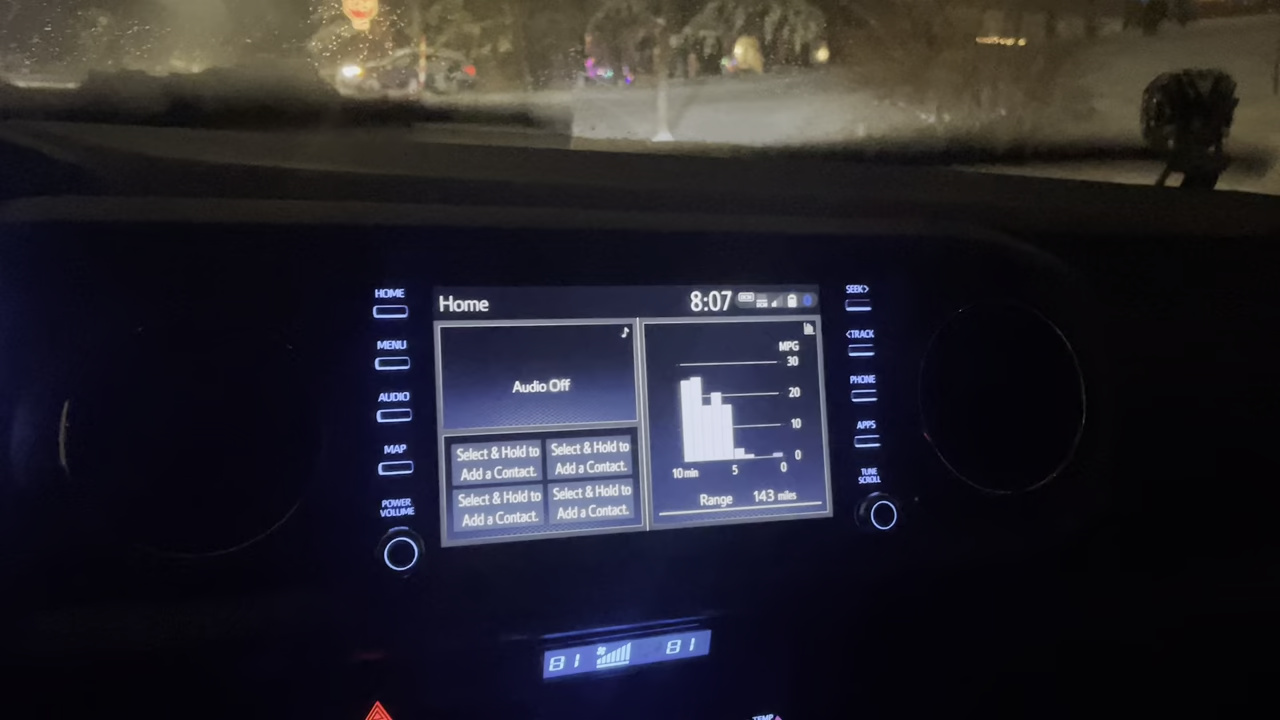 HOME
MENU
AUDIO
MAP
POWER
VOLUME
Home
8:07
Audio Off
Select & Hold to
Add a Contact.
Select & Hold to
Add a Contact.
Select & Hold to
Add a Contact.
Select & Hold to
Add a Contact.
MPG
30
20
10
0
10 min 5 0
Range 143 miles
SEEK>
<TRACK
PHONE
APPS
TUNE
SCROLL
81 81
TEMP